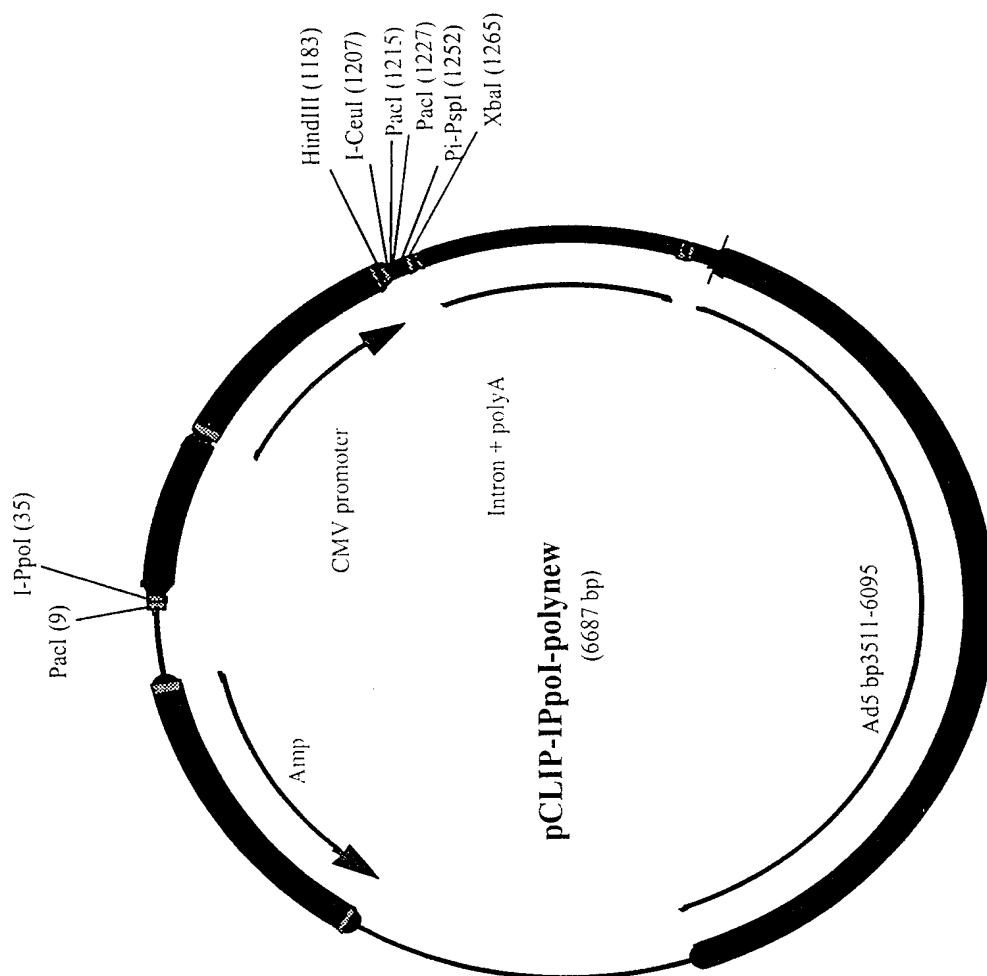 HindIII (1183)
I-CeuI (1207)
PacI (1215)
PacI (1227)
Pi-PspI (1252)
XbaI (1265)
I-PpoI (35)
PacI (9)
CMV promoter
Intron + polyA
Amp
pCLIP-IPpoI-polynew
(6687 bp)
Ad5 bp3511-6095